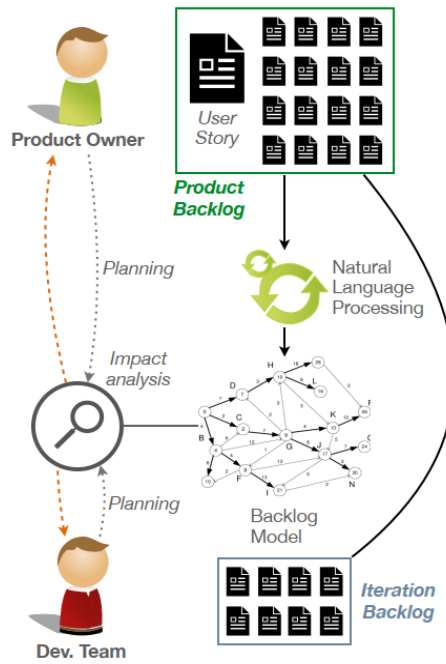 User
Story
Product Owner
Product
Backlog
Planning
Natural
Language
Processing
Impact
analysis
H
D
L
C
K
B
G
J
F
I
N
Backlog
Model
Planning
Iteration
Backlog
Dev. Team